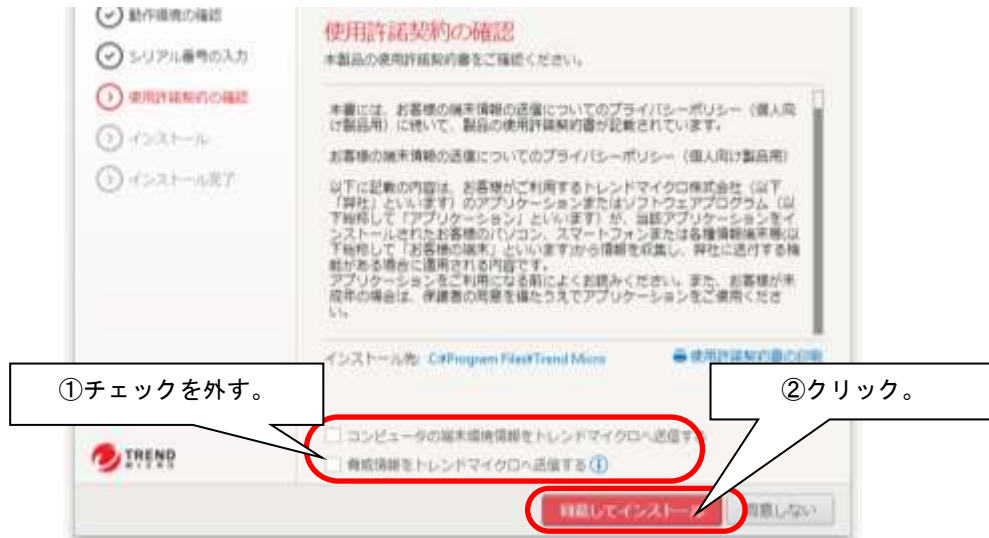 動作環境の確認
シリアル番号の入力
使用許諾契約の確認
インストール
インストール完了
使用許諾契約の確認
本製品の使用許諾契約書をご確認ください。
本書には、お客様の端末情報の送信についてのプライバシーポリシー（個人向
け製品用）に続いて、製品の使用許諾契約書が記載されています。
お客様の端末情報の送信についてのプライバシーポリシー（個人向け製品用）
以下に記載の内容は、お客様がご利用するトレンドマイクロ株式会社（以下
「弊社」といいます）のアプリケーションまたはソフトウェアアプログラム（以
下総称して「アプリケーション」といいます）が、当該アプリケーションをイ
ンストールされたお客様のパソコン、スマートフォンまたは各種情報端末等(以
下総称して「お客様の端末」といいます)から情報を収集し、弊社に送付する機
能がある場合に適用される内容です。
アプリケーションをご利用になる前によくお読みください。また、お客様が未
成年の場合は、保護者の同意を得たうえでアプリケーションをご使用くださ
い。
インストール先: C:¥Program Files¥Trend Micro
使用許諾契約書の印刷
①チェックを外す。
②クリック。
コンピュータの端末環境情報をトレンドマイクロへ送信する
脅威情報をトレンドマイクロへ送信する
TREND
MICRO
同意してインストール
同意しない